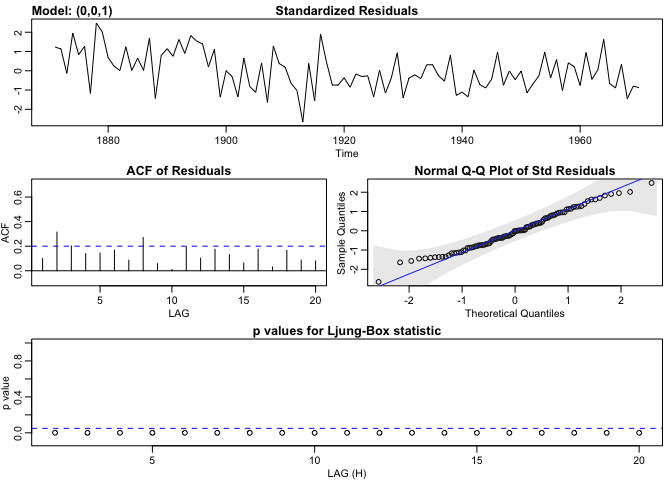 Model: (0,0,1) Standardized Residuals
2
1
0
-1
-2
1880 1900 1920 1940 1960
Time
ACF of Residuals
ACF
0.6
0.4
0.2
0.0
5 10 15 20
LAG
Normal Q-Q Plot of Std Residuals
Sample Quantiles
2
1
0
-1
-2
-2 -1 0 1 2
Theoretical Quantiles
p values for Ljung-Box statistic
p value
0.8
0.4
0.0
5 10 15 20
LAG (H)